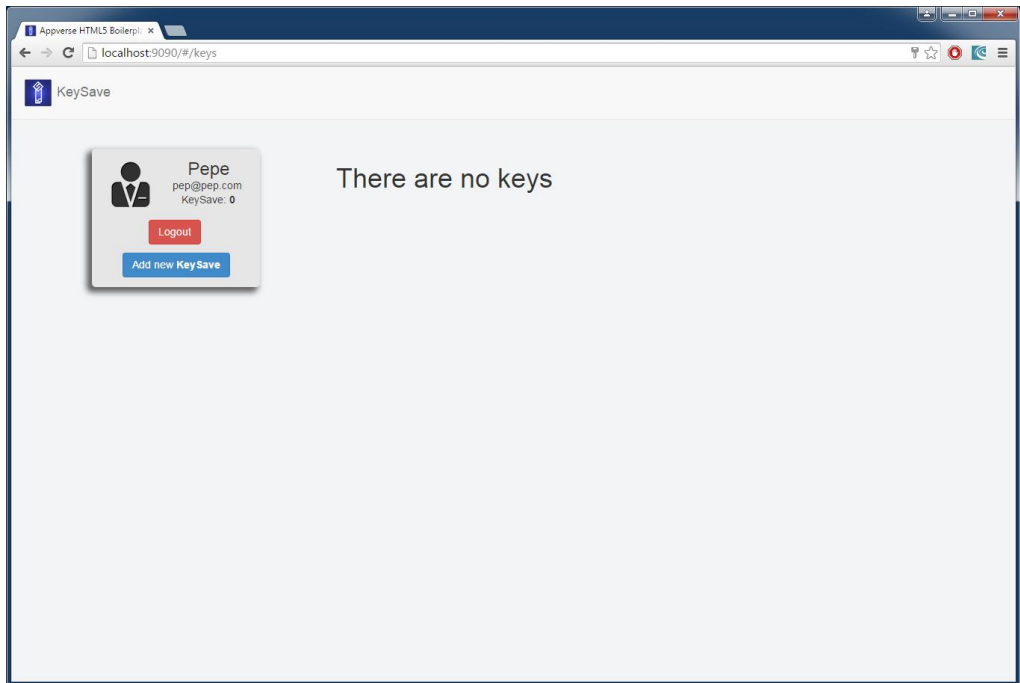 Appverse HTML5 Boilerpl
localhost:9090/#/keys
KeySave
Pepe
pep@pep.com
KeySave: 0
Logout
Add new KeySave
There are no keys